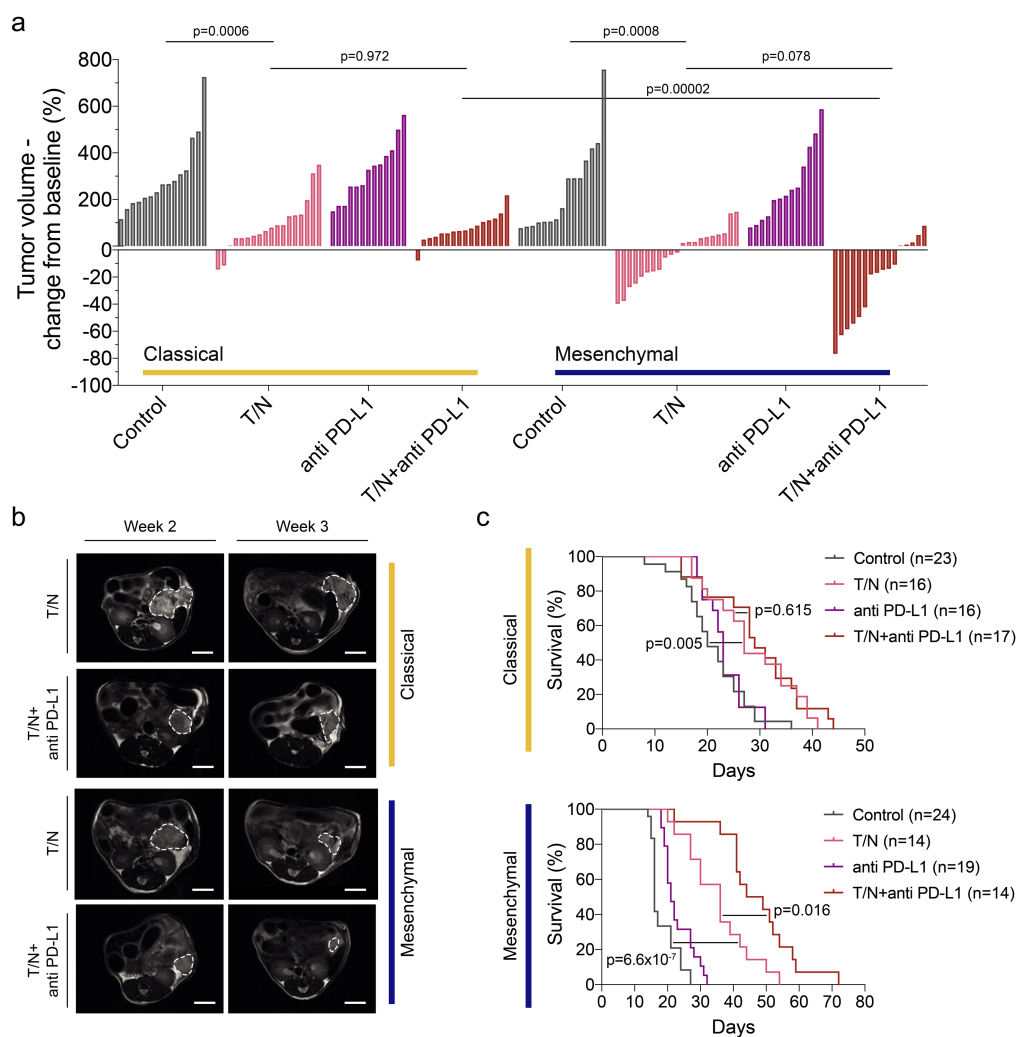 a
p=0.0006
p=0.0008
p=0.972
p=0.078
p=0.00002
Tumor volume -
change from baseline (%)
800
600
400
200
0
-20
-40
-60
-80
-100
Classical
Mesenchymal
Control
T/N
anti PD-L1
T/N+anti PD-L1
Control
T/N
anti PD-L1
T/N+anti PD-L1
b
Week 2
Week 3
T/N
T/N+
anti PD-L1
Classical
T/N
T/N+
anti PD-L1
Mesenchymal
c
Classical
Survival (%)
100
80
60
40
20
0
0 10 20 30 40 50
Days
p=0.615
p=0.005
Control (n=23)
T/N (n=16)
anti PD-L1 (n=16)
T/N+anti PD-L1 (n=17)
Mesenchymal
Survival (%)
100
80
60
40
20
0
0 10 20 30 40 50 60 70 80
Days
p=0.016
p=6.6x10⁻⁷
Control (n=24)
T/N (n=14)
anti PD-L1 (n=19)
T/N+anti PD-L1 (n=14)